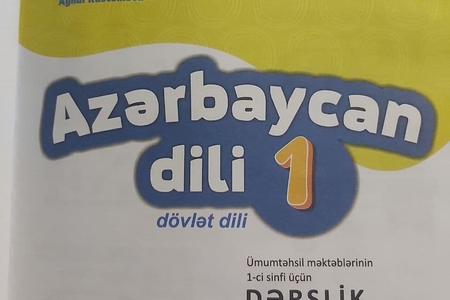 Azərbaycan
dili 1
dövlət dili
Ümumtəhsil məktəblərinin
1-ci sinfi üçün
DƏRSLİK